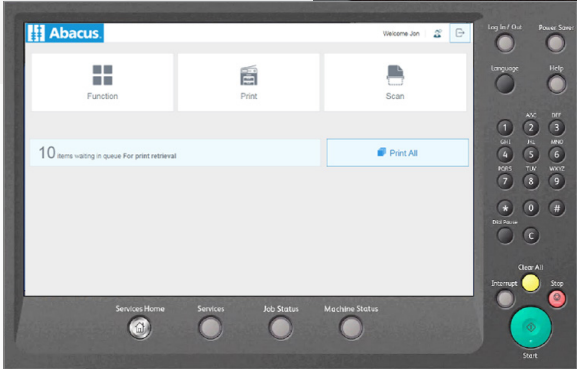 Abacus
Welcome Jon
Function
Print
Scan
10 items waiting in queue For print retrieval
Print All
Log In / Out
Power Saver
Language
Help
ABC DEF
1 2 3
GHI JKL MNO
4 5 6
PQRS TUV WXYZ
7 8 9
* 0 #
Dial Pause
C
Clear All
Interrupt
Stop
Start
Services Home
Services
Job Status
Machine Status